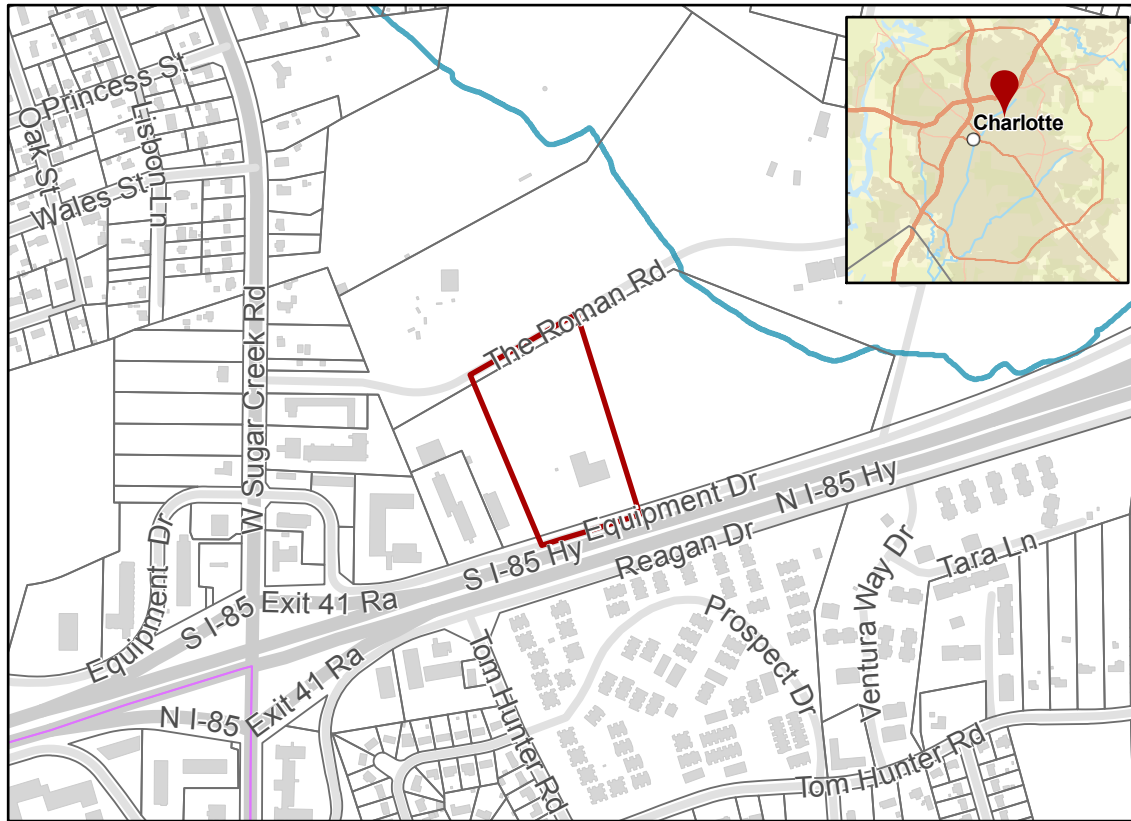 Princess St
Oak St
Lisbon Ln
Wales St
Charlotte
The Roman Rd
W Sugar Creek Rd
Equipment Dr
N I-85 Hy
S I-85 Hy
Reagan Dr
Equipment Dr
S I-85 Exit 41 Ra
N I-85 Exit 41 Ra
Tom Hunter Rd
Prospect Dr
Ventura Way Dr
Tara Ln
Tom Hunter Rd